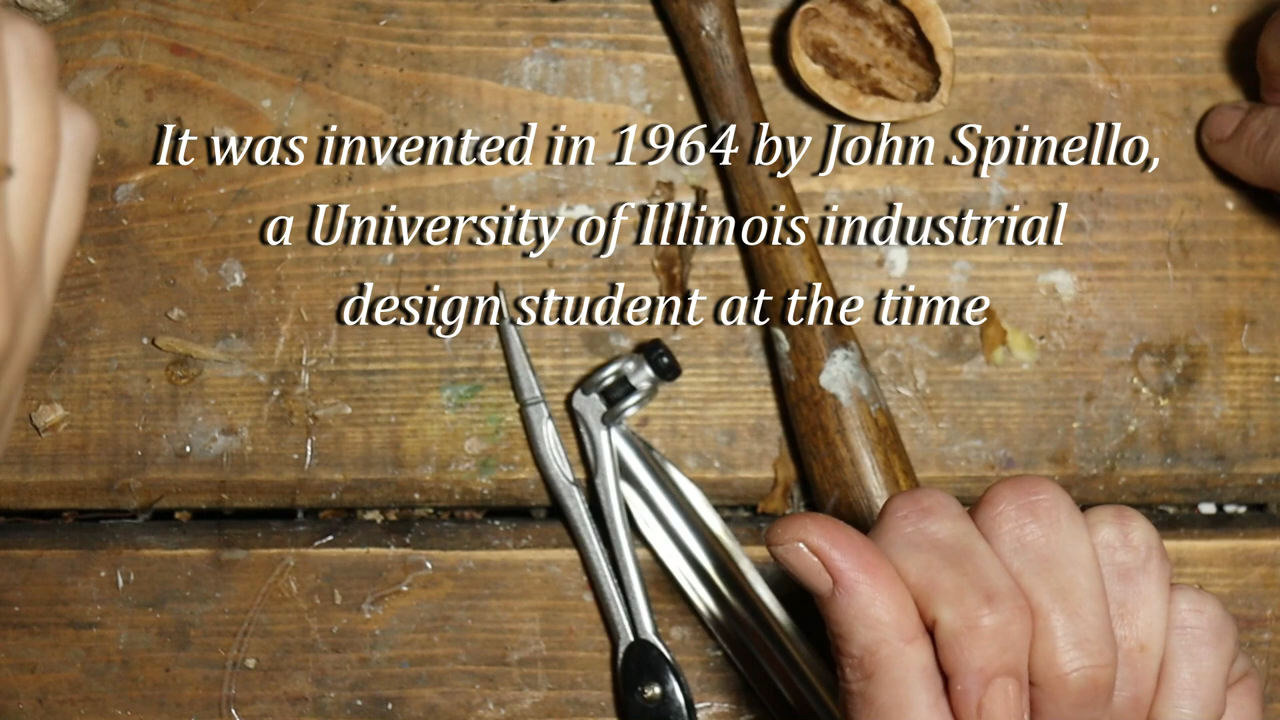 It was invented in 1964 by John Spinello,
a University of Illinois industrial
design student at the time